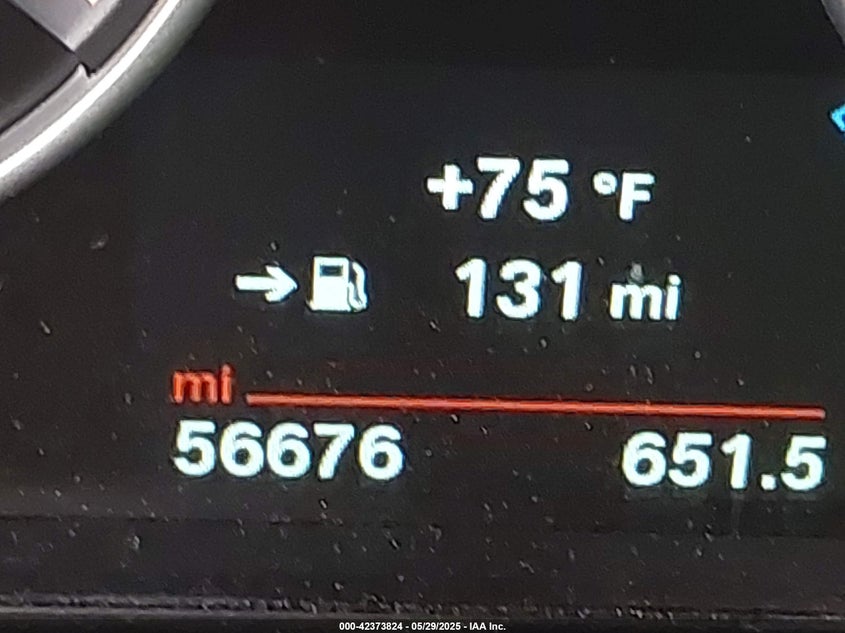 +75 °F
131 mi
mi
56676 651.5
000-42373824 - 05/29/2025 - IAA Inc.